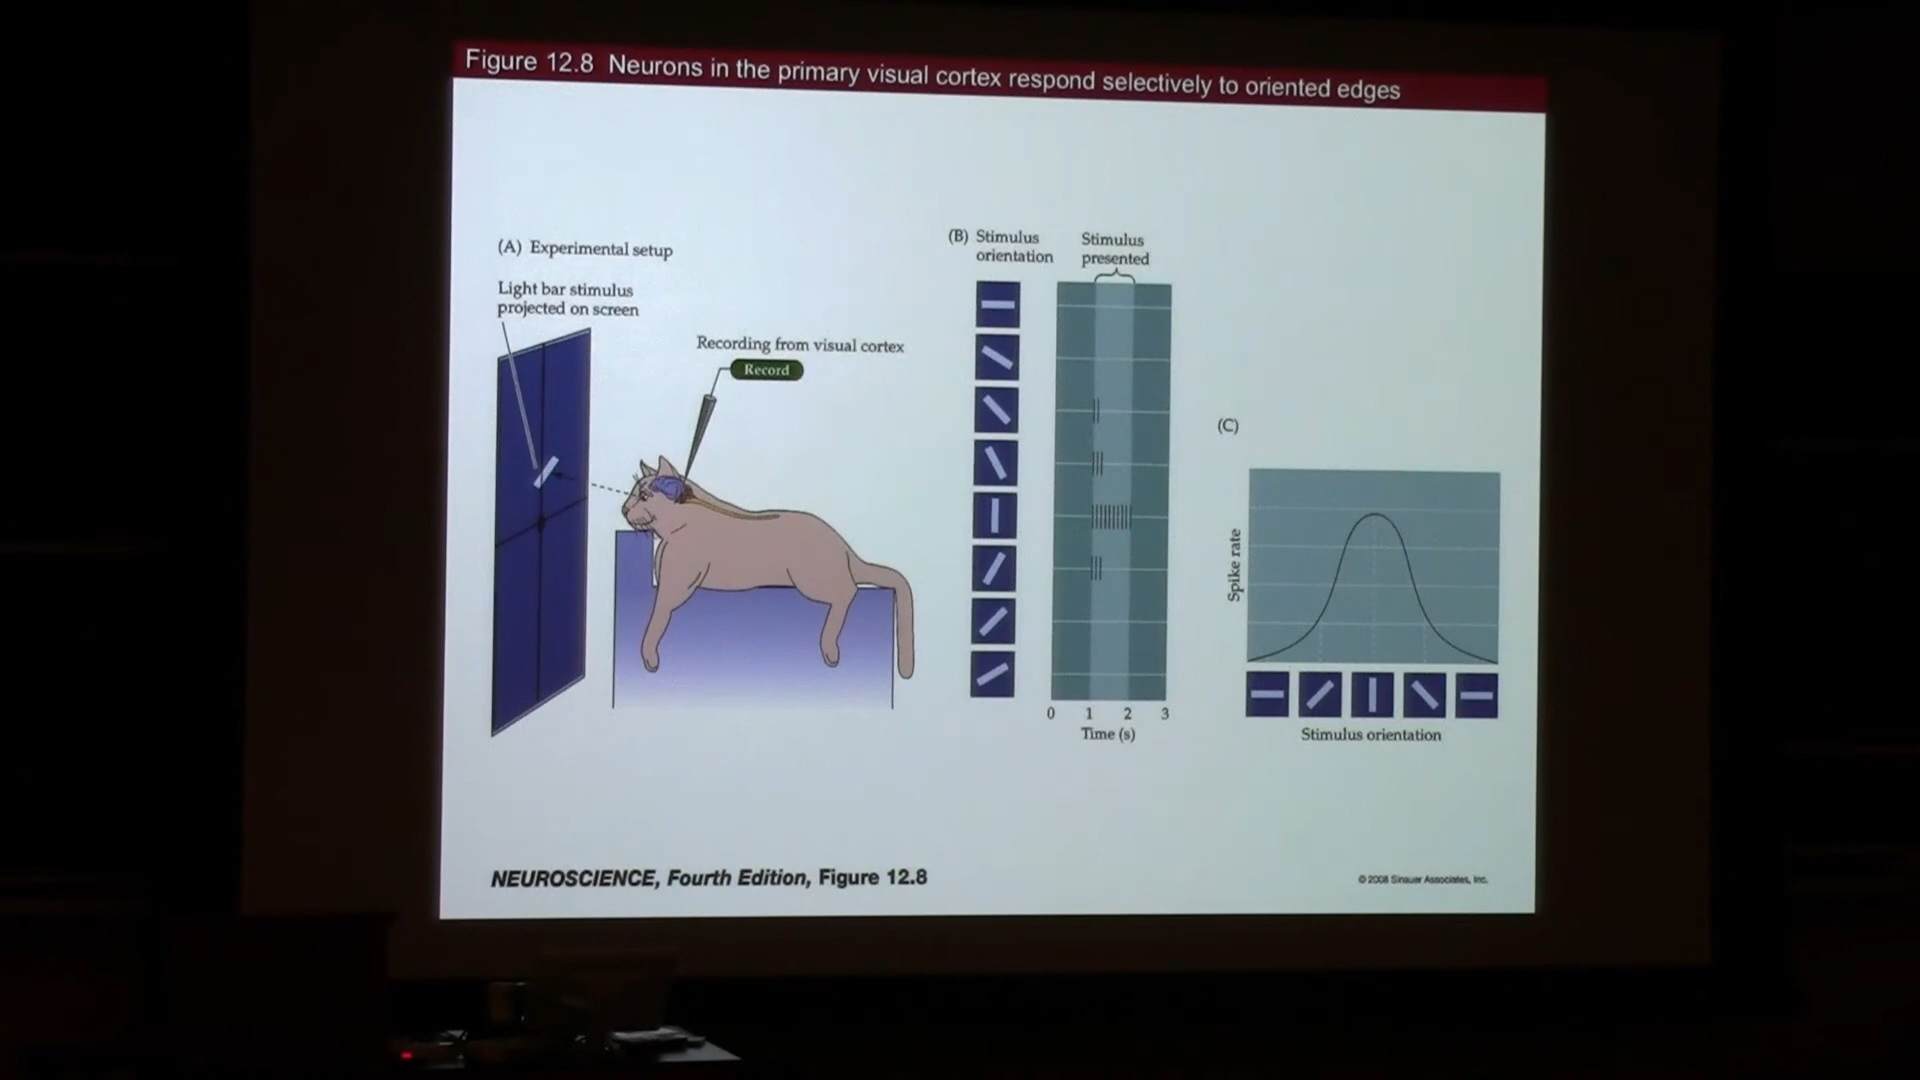 Figure 12.8 Neurons in the primary visual cortex respond selectively to oriented edges
(A) Experimental setup
Light bar stimulus
projected on screen
Recording from visual cortex
Record
(B) Stimulus
orientation
Stimulus
presented
0 1 2 3
Time (s)
(C)
Spike rate
Stimulus orientation
NEUROSCIENCE, Fourth Edition, Figure 12.8
© 2008 Sinauer Associates, Inc.